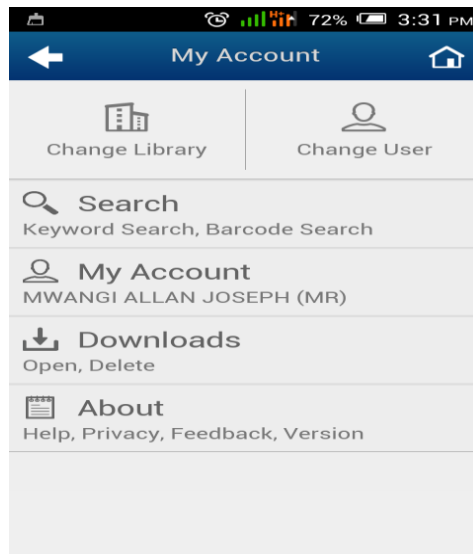 72% 3:31 PM
My Account
Change Library
Change User
Search
Keyword Search, Barcode Search
My Account
MWANGI ALLAN JOSEPH (MR)
Downloads
Open, Delete
About
Help, Privacy, Feedback, Version